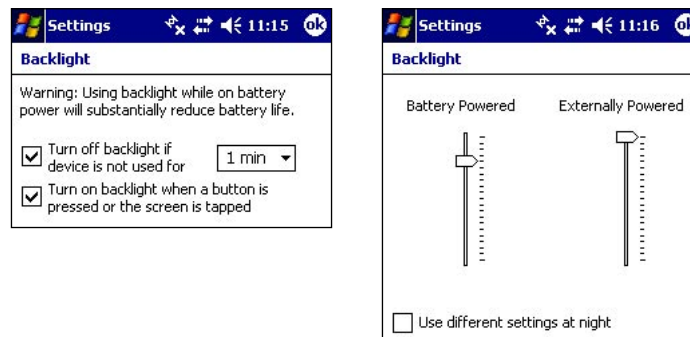 Settings 11:15 ok
Backlight
Warning: Using backlight while on battery
power will substantially reduce battery life.
Turn off backlight if
device is not used for
1 min
Turn on backlight when a button is
pressed or the screen is tapped
Settings 11:16 ok
Backlight
Battery Powered Externally Powered
Use different settings at night